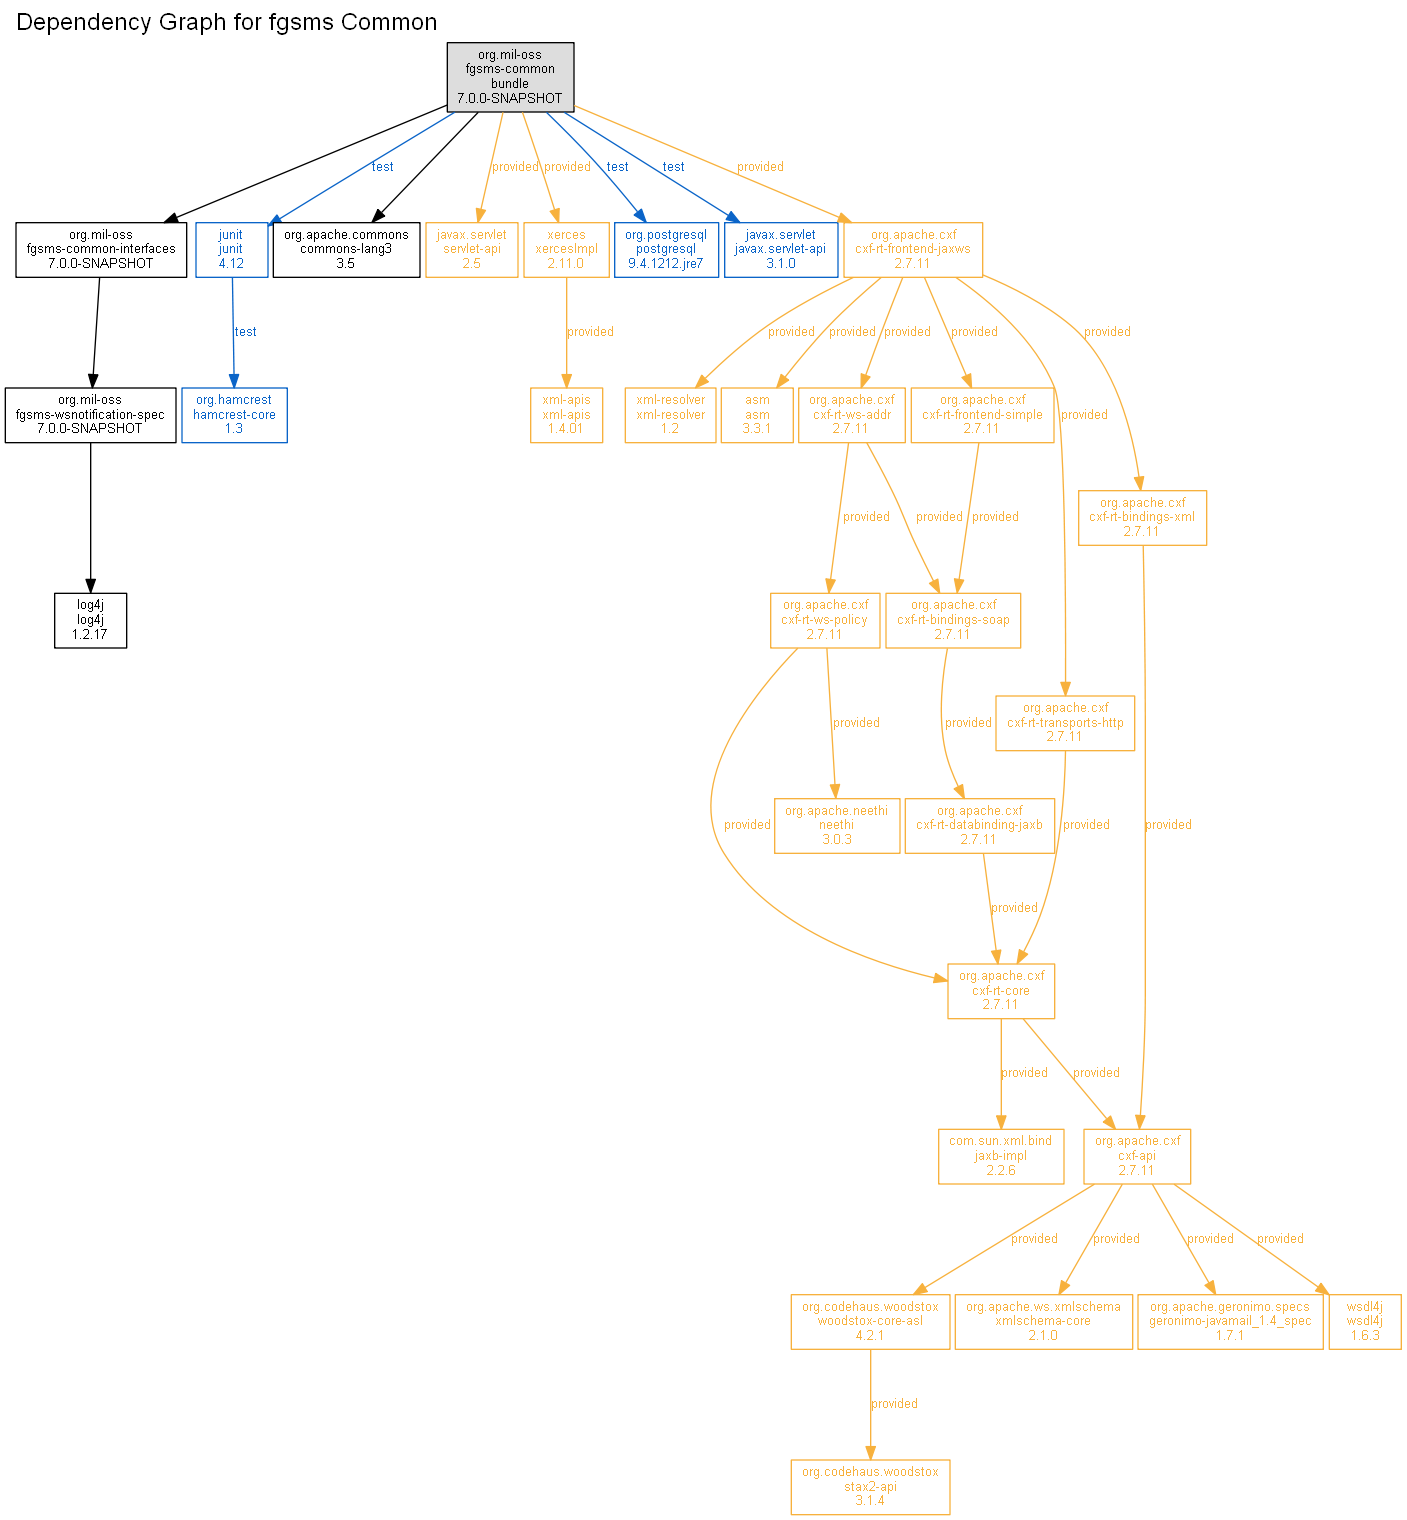 Dependency Graph for fgsms Common
org.mil-oss
fgsms-common
bundle
7.0.0-SNAPSHOT
test
provided
provided
test
test
provided
org.mil-oss
fgsms-common-interfaces
7.0.0-SNAPSHOT
junit
junit
4.12
org.apache.commons
commons-lang3
3.5
javax.servlet
servlet-api
2.5
xerces
xercesImpl
2.11.0
org.postgresql
postgresql
9.4.1212.jre7
javax.servlet
javax.servlet-api
3.1.0
org.apache.cxf
cxf-rt-frontend-jaxws
2.7.11
test
provided
provided
provided
provided
provided
provided
provided
org.mil-oss
fgsms-wsnotification-spec
7.0.0-SNAPSHOT
org.hamcrest
hamcrest-core
1.3
xml-apis
xml-apis
1.4.01
xml-resolver
xml-resolver
1.2
asm
asm
3.3.1
org.apache.cxf
cxf-rt-ws-addr
2.7.11
org.apache.cxf
cxf-rt-frontend-simple
2.7.11
org.apache.cxf
cxf-rt-bindings-xml
2.7.11
provided
provided
provided
log4j
log4j
1.2.17
org.apache.cxf
cxf-rt-ws-policy
2.7.11
org.apache.cxf
cxf-rt-bindings-soap
2.7.11
org.apache.cxf
cxf-rt-transports-http
2.7.11
provided
provided
org.apache.neethi
neethi
3.0.3
org.apache.cxf
cxf-rt-databinding-jaxb
2.7.11
provided
provided
provided
provided
org.apache.cxf
cxf-rt-core
2.7.11
provided
provided
com.sun.xml.bind
jaxb-impl
2.2.6
org.apache.cxf
cxf-api
2.7.11
provided
provided
provided
provided
org.codehaus.woodstox
woodstox-core-asl
4.2.1
org.apache.ws.xmlschema
xmlschema-core
2.1.0
org.apache.geronimo.specs
geronimo-javamail_1.4_spec
1.7.1
wsdl4j
wsdl4j
1.6.3
provided
org.codehaus.woodstox
stax2-api
3.1.4